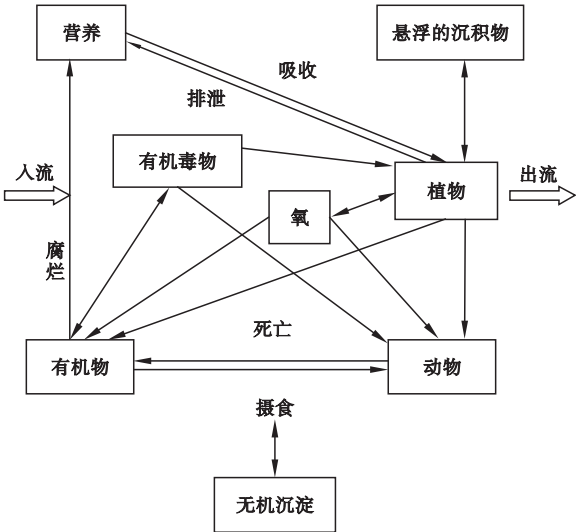 营养
悬浮的沉积物
吸收
排泄
有机毒物
入流
植物
出流
氧
腐
烂
死亡
有机物
动物
摄食
无机沉淀